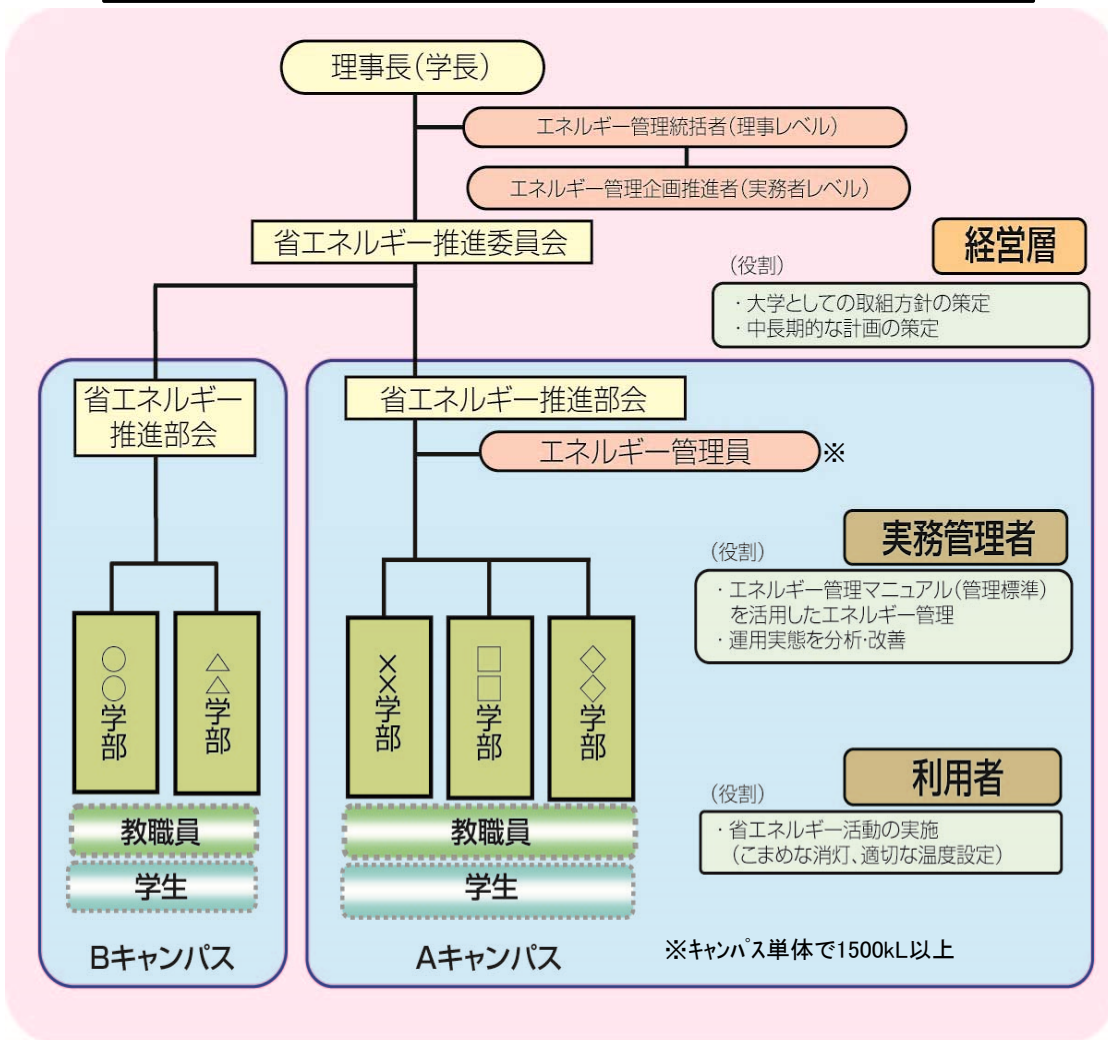 理事長(学長)
エネルギー管理統括者(理事レベル)
エネルギー管理企画推進者(実務者レベル)
省エネルギー推進委員会
経営層
(役割)
・大学としての取組方針の策定
・中長期的な計画の策定
省エネルギー
推進部会
省エネルギー推進部会
エネルギー管理員
※
実務管理者
(役割)
・エネルギー管理マニュアル(管理標準)
を活用したエネルギー管理
・運用実態を分析・改善
○○学部
△△学部
××学部
□□学部
◇◇学部
利用者
(役割)
・省エネルギー活動の実施
(こまめな消灯、適切な温度設定)
教職員
学生
教職員
学生
Bキャンパス
Aキャンパス
※キャンパス単体で1500kL以上